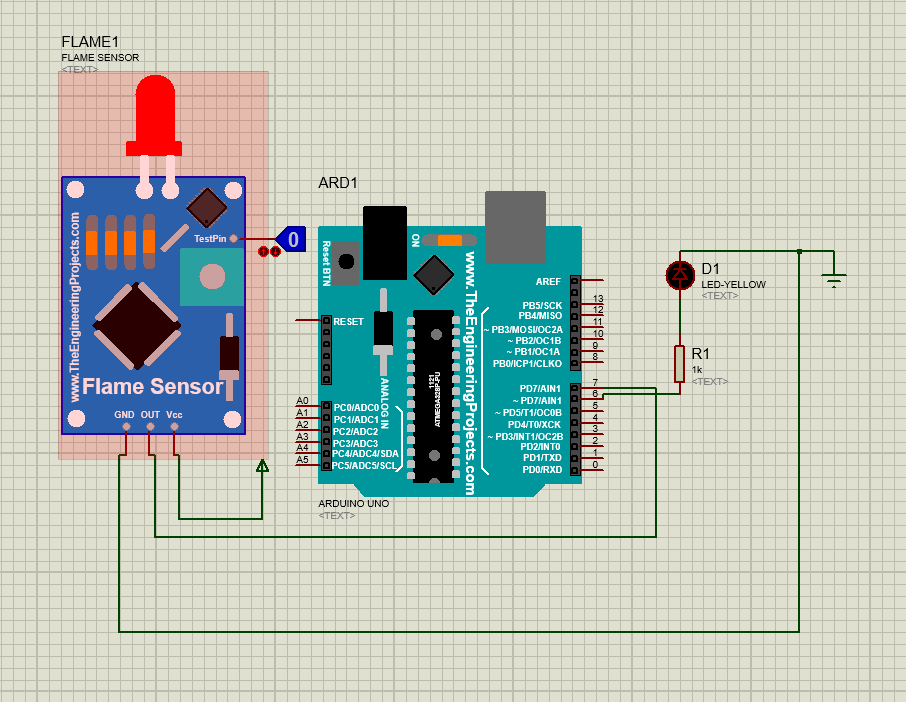 FLAME1
FLAME SENSOR
<TEXT>
www.TheEngineeringProjects.com
TestPin
0
Flame Sensor
GND OUT Vcc
ARD1
Reset BTN
ON
www.TheEngineeringProjects.com
RESET
ANALOG IN
1121
ATMEGA328P-PU
A0 PC0/ADC0
A1 PC1/ADC1
A2 PC2/ADC2
A3 PC3/ADC3
A4 PC4/ADC4/SDA
A5 PC5/ADC5/SCL
AREF
PB5/SCK 13
PB4/MISO 12
~ PB3/MOSI/OC2A 11
~ PB2/OC1B 10
~ PB1/OC1A 9
PB0/ICP1/CLKO 8
PD7/AIN1 7
~ PD7/AIN1 6
~ PD5/T1/OC0B 5
PD4/T0/XCK 4
~ PD3/INT1/OC2B 3
PD2/INT0 2
PD1/TXD 1
PD0/RXD 0
ARDUINO UNO
<TEXT>
D1
LED-YELLOW
<TEXT>
R1
1k
<TEXT>